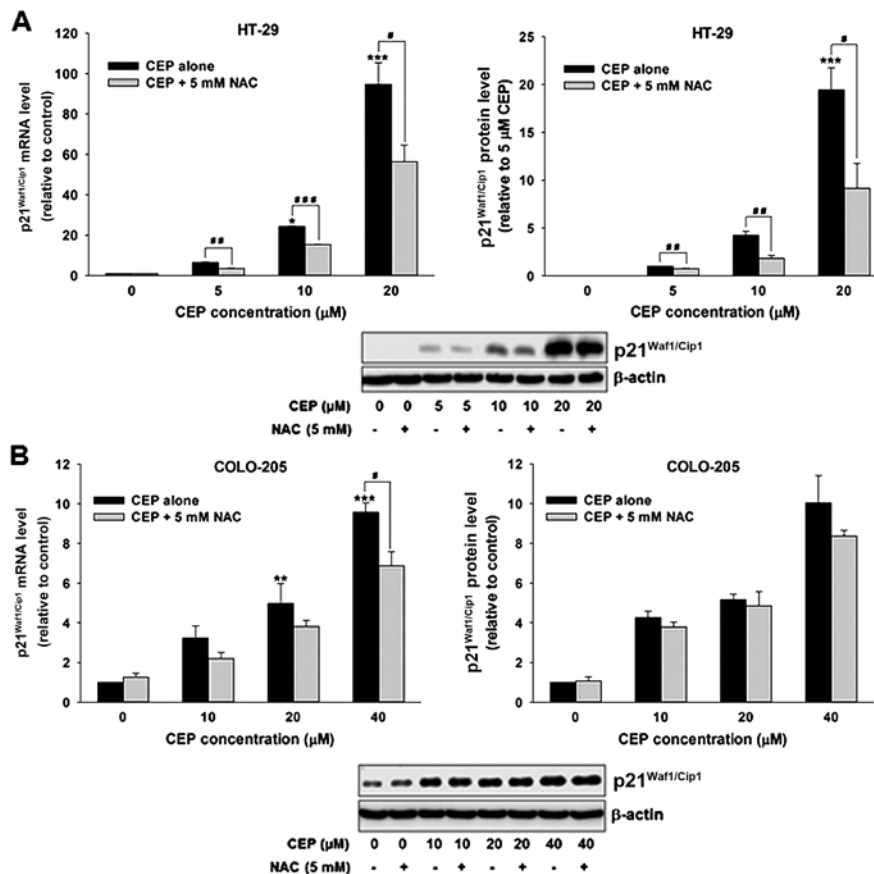 A
HT-29
CEP alone
CEP + 5 mM NAC
p21Waf1/Cip1 mRNA level
(relative to control)
120
100
80
60
40
20
0
*
***
##
###
#
0 5 10 20
CEP concentration (µM)
HT-29
CEP alone
CEP + 5 mM NAC
p21Waf1/Cip1 protein level
(relative to 5 µM CEP)
25
20
15
10
5
0
***
##
##
#
0 5 10 20
CEP concentration (µM)
p21Waf1/Cip1
β-actin
CEP (µM) 0 0 5 5 10 10 20 20
NAC (5 mM) - + - + - + - +
B
COLO-205
CEP alone
CEP + 5 mM NAC
p21Waf1/Cip1 mRNA level
(relative to control)
12
10
8
6
4
2
0
**
***
#
0 10 20 40
CEP concentration (µM)
COLO-205
CEP alone
CEP + 5 mM NAC
p21Waf1/Cip1 protein level
(relative to control)
12
10
8
6
4
2
0
0 10 20 40
CEP concentration (µM)
p21Waf1/Cip1
β-actin
CEP (µM) 0 0 10 10 20 20 40 40
NAC (5 mM) - + - + - + - +